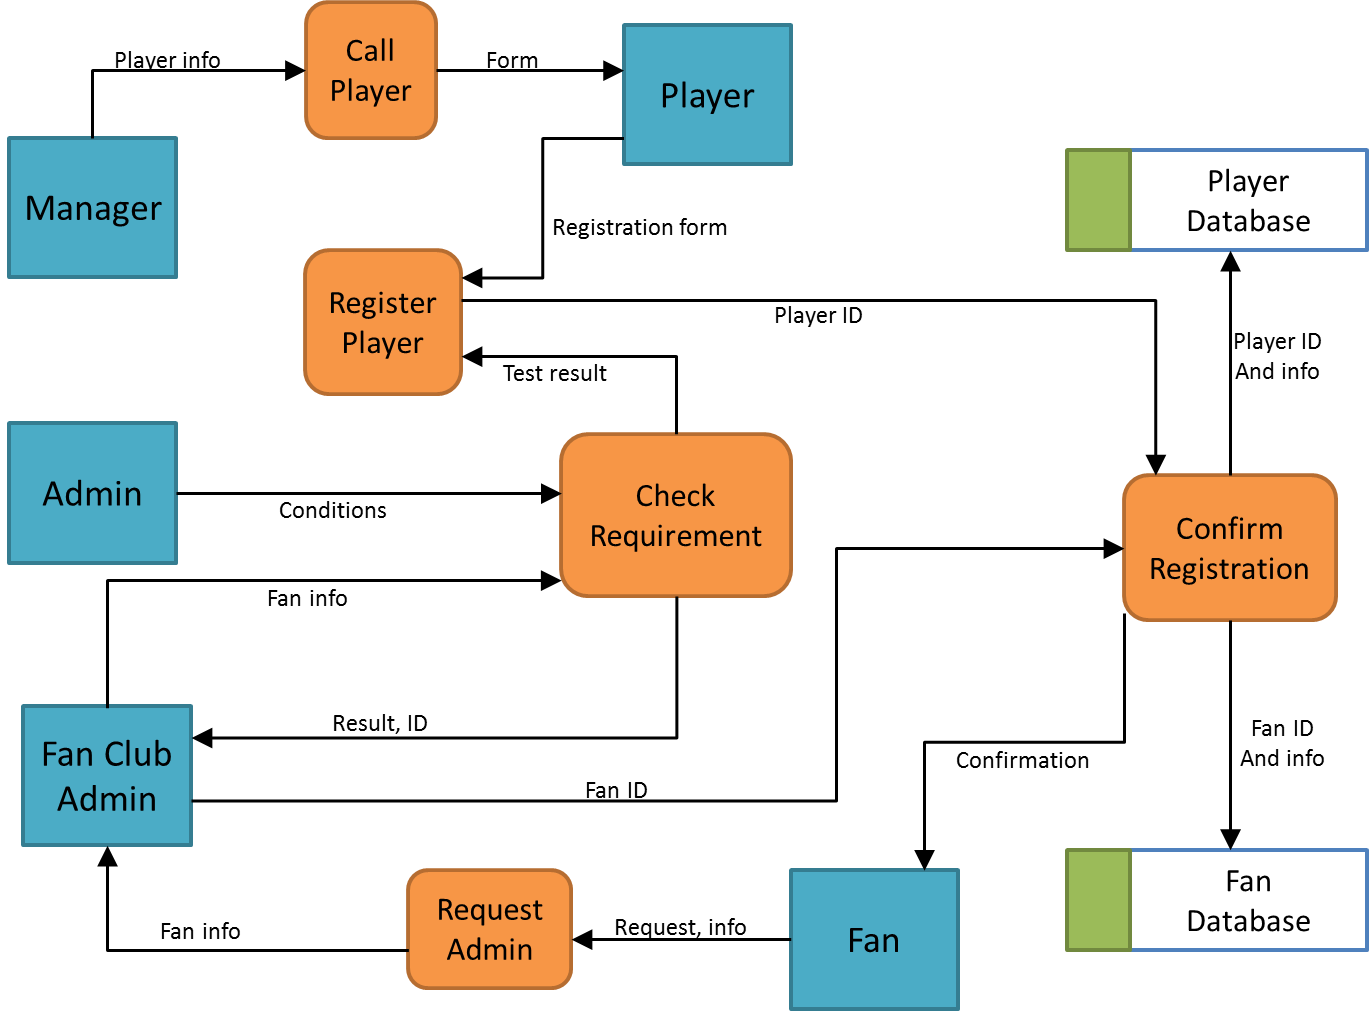 Player info
Call
Player
Form
Player
Manager
Registration form
Player
Database
Register
Player
Player ID
Test result
Player ID
And info
Admin
Conditions
Check
Requirement
Confirm
Registration
Fan info
Result, ID
Fan Club
Admin
Fan ID
Confirmation
Fan ID
And info
Fan info
Request
Admin
Request, info
Fan
Fan
Database